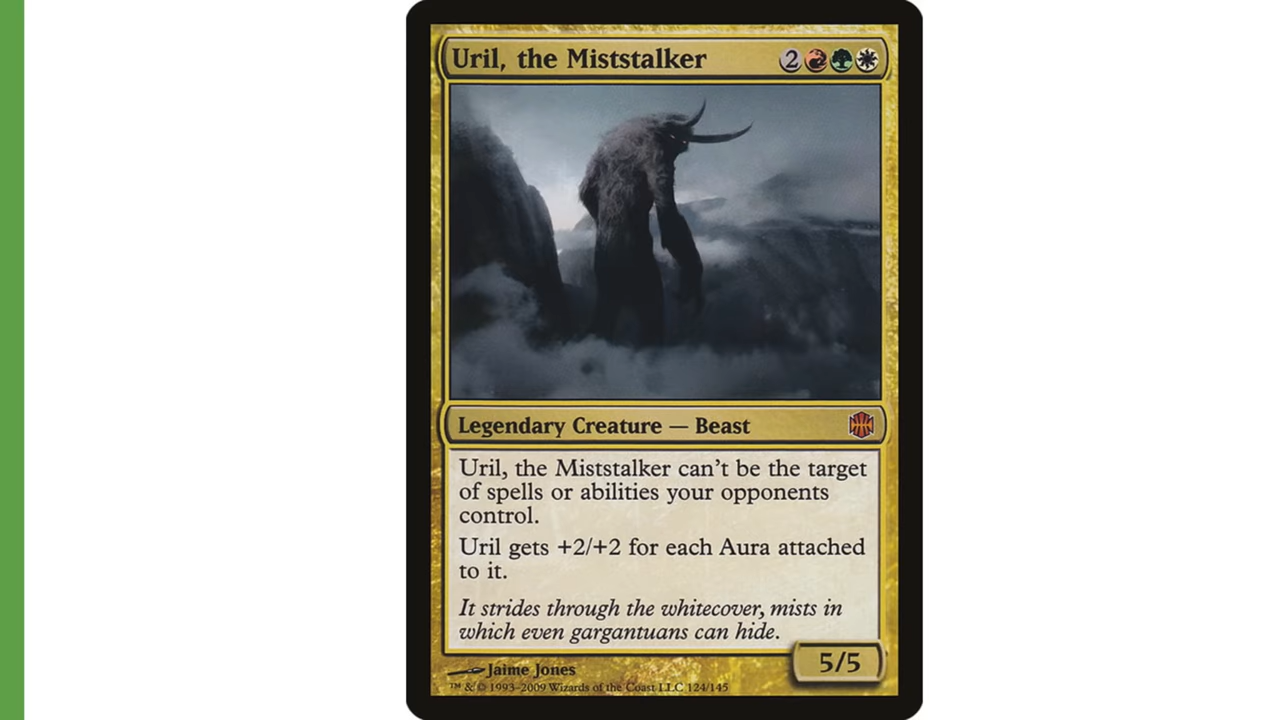 Uril, the Miststalker 2
Legendary Creature — Beast
Uril, the Miststalker can't be the target
of spells or abilities your opponents
control.
Uril gets +2/+2 for each Aura attached
to it.
It strides through the whitecover, mists in
which even gargantuans can hide.
5/5
Jaime Jones
™ & © 1993–2009 Wizards of the Coast LLC 124/145